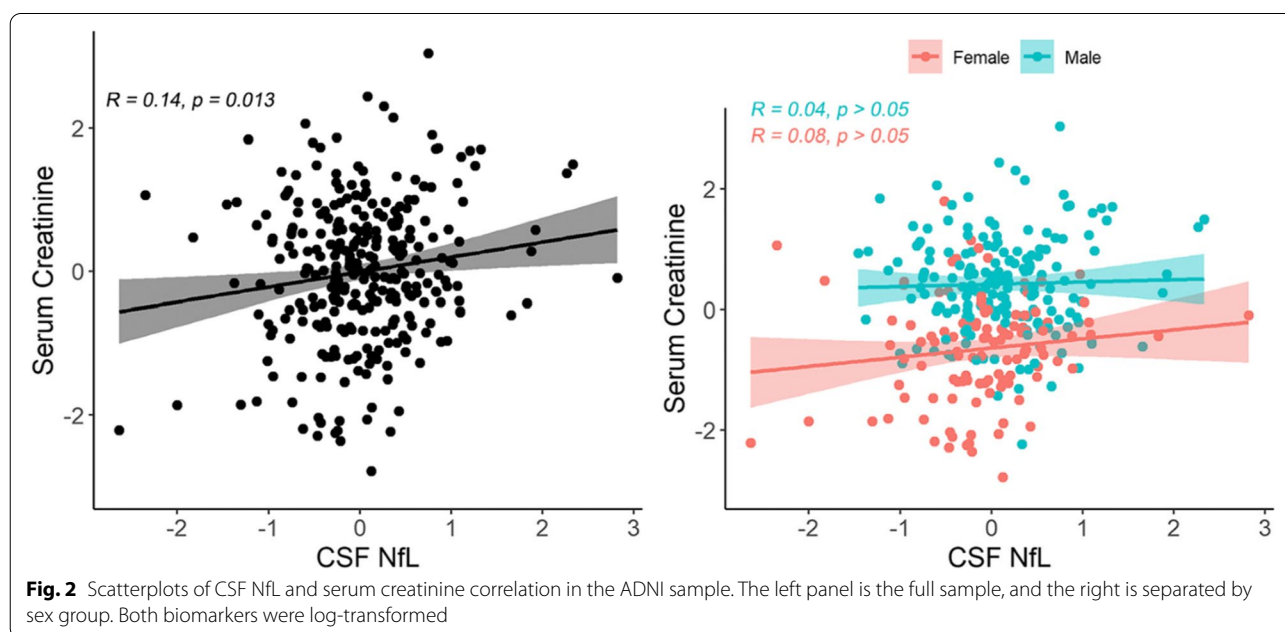 R = 0.14, p = 0.013
Serum Creatinine
2
0
-2
-2
-1
0
1
2
3
CSF NfL
Female Male
R = 0.04, p > 0.05
R = 0.08, p > 0.05
Serum Creatinine
2
0
-2
-2
-1
0
1
2
3
CSF NfL
Fig. 2 Scatterplots of CSF NfL and serum creatinine correlation in the ADNI sample. The left panel is the full sample, and the right is separated by
sex group. Both biomarkers were log-transformed